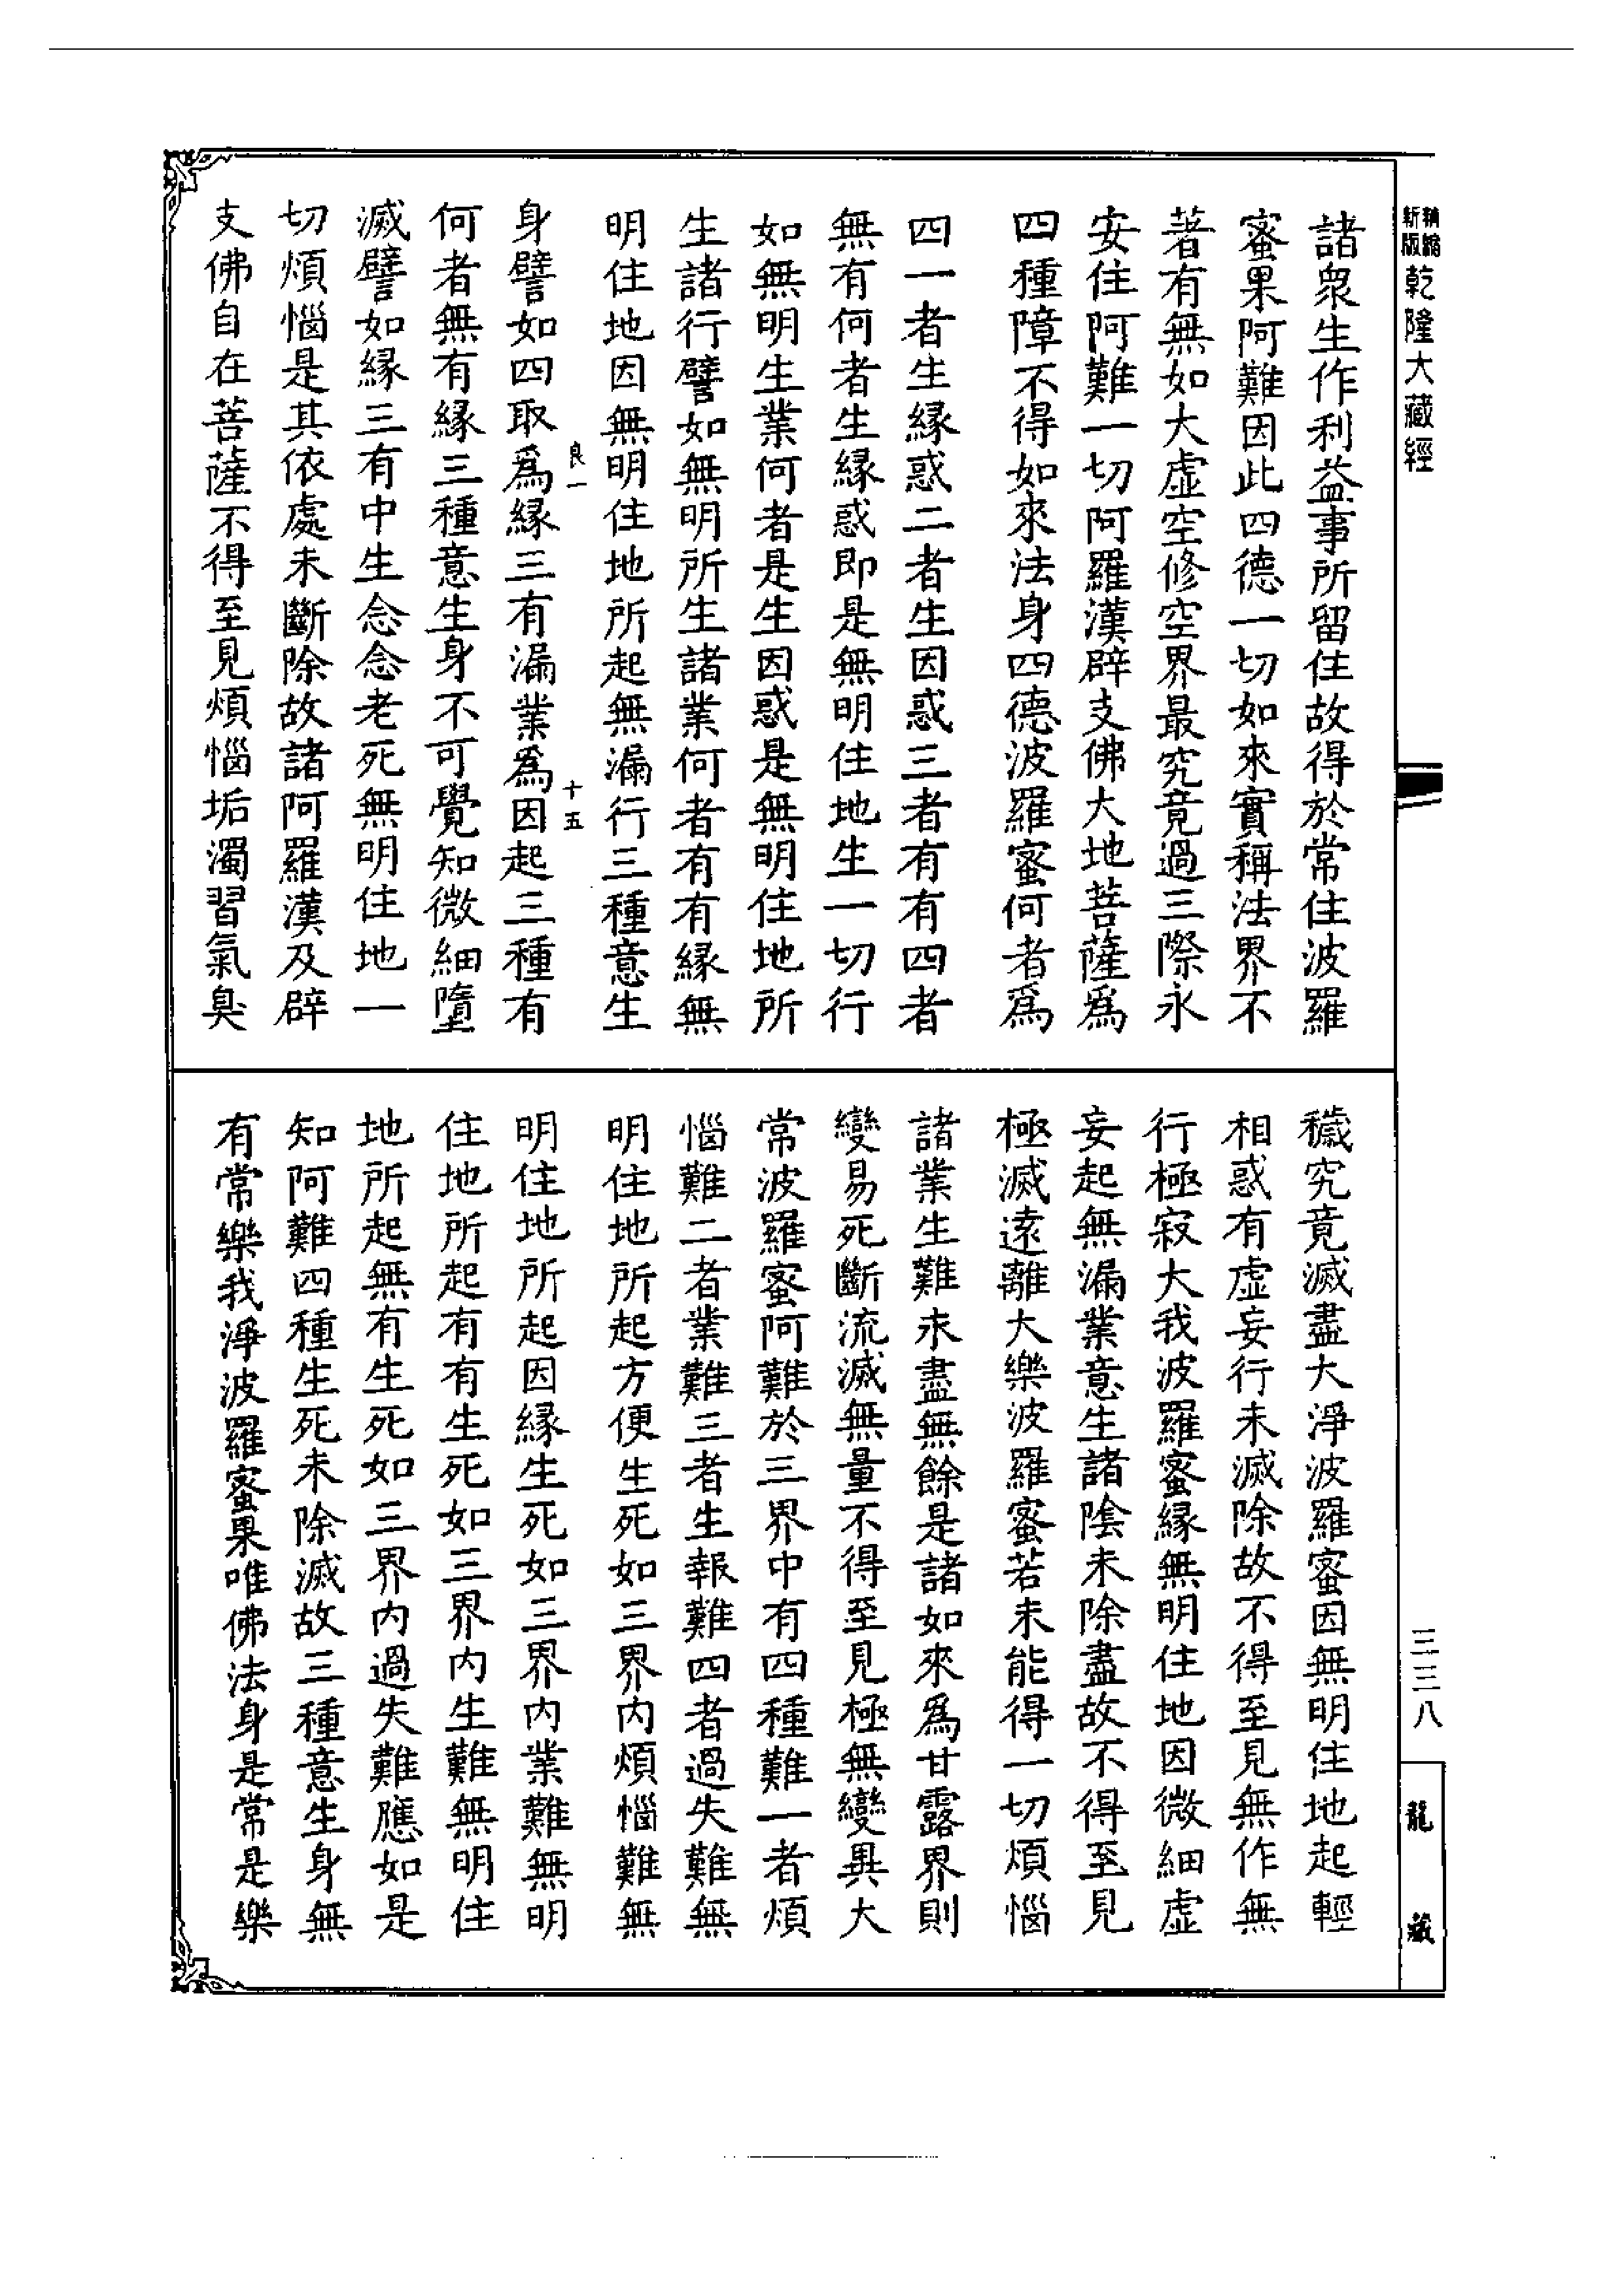 精縮新版乾隆大藏經
諸衆生作利益事所留住故得於常住波羅
蜜果阿難因此四德一切如來實稱法界不
著有無如大虛空修空界最究竟過三際永
安住阿難一切阿羅漢辟支佛大地菩薩爲
四種障不得如來法身四德波羅蜜何者爲
四一者生緣惑二者生因惑三者有有四者
無有何者生緣惑即是無明住地生一切行
如無明生業何者是生因惑是無明住地所
生諸行譬如無明所生諸業何者有有緣無
明住地因無明住地所起無漏行三種意生
良一
十五
身譬如四取爲緣三有漏業爲因起三種有
何者無有緣三種意生身不可覺知微細墮
滅譬如緣三有中生念念老死無明住地一
切煩惱是其依處未斷除故諸阿羅漢及辟
支佛自在菩薩不得至見煩惱垢濁習氣臭
穢究竟滅盡大淨波羅蜜因無明住地起輕
相惑有虛妄行未滅除故不得至見無作無
行極寂大我波羅蜜緣無明住地因微細虛
妄起無漏業意生諸陰未除盡故不得至見
極滅遠離大樂波羅蜜若未能得一切煩惱
諸業生難未盡無餘是諸如來爲甘露界則
變易死斷流滅無量不得至見極無變異大
常波羅蜜阿難於三界中有四種難一者煩
惱難二者業難三者生報難四者過失難無
明住地所起方便生死如三界內煩惱難無
明住地所起因緣生死如三界內業難無明
住地所起有有生死如三界內生難無明住
地所起無有生死如三界內過失難應如是
知阿難四種生死未除滅故三種意生身無
有常樂我淨波羅蜜果唯佛法身是常是樂
三三八
龍藏